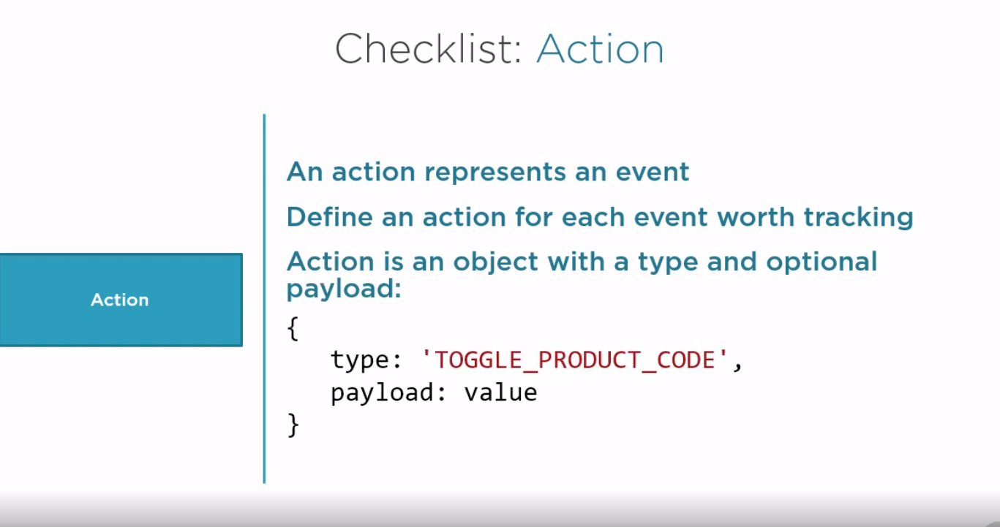 Checklist: Action
An action represents an event
Define an action for each event worth tracking
Action is an object with a type and optional
payload:
Action
{
type: 'TOGGLE_PRODUCT_CODE',
payload: value
}